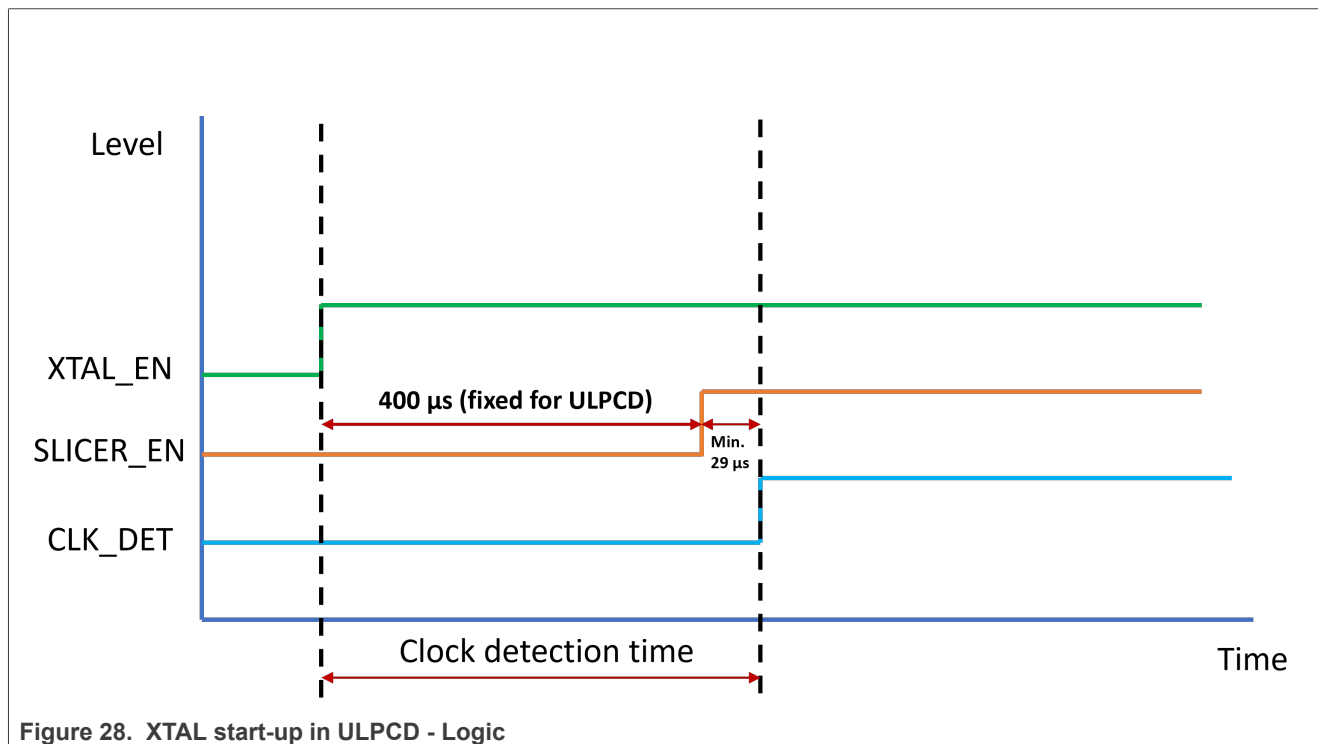 Level
XTAL_EN
400 µs (fixed for ULPCD)
SLICER_EN
Min.
29 µs
CLK_DET
Clock detection time
Time
Figure 28. XTAL start-up in ULPCD - Logic